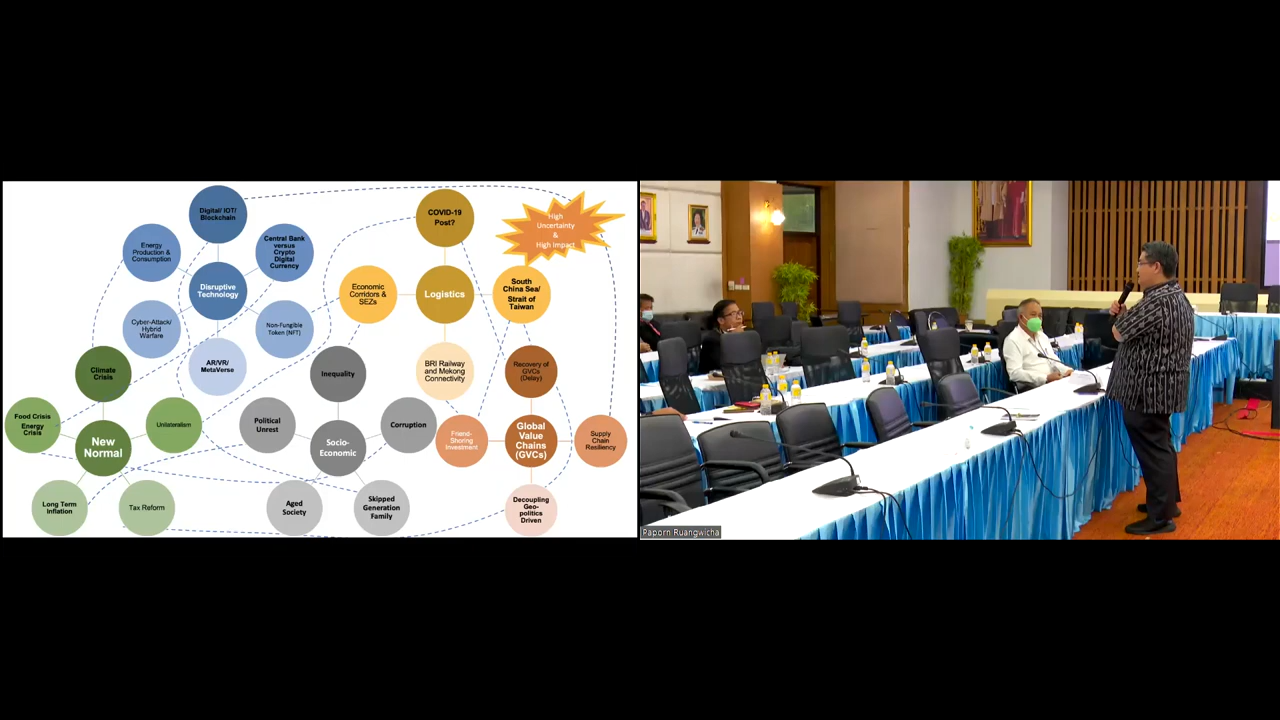 Digital/ IOT/
Blockchain
Energy
Production &
Consumption
Central Bank
versus
Crypto
Digital
Currency
Disruptive
Technology
Cyber-Attack/
Hybrid
Warfare
Non-Fungible
Token (NFT)
AR/VR/
MetaVerse
COVID-19
Post?
High
Uncertainty
&
High Impact
Economic
Corridors &
SEZs
Logistics
South
China Sea/
Strait of
Taiwan
BRI Railway
and Mekong
Connectivity
Climate
Crisis
Food Crisis
Energy
Crisis
Unilateralism
New
Normal
Long Term
Inflation
Tax Reform
Inequality
Political
Unrest
Corruption
Socio-
Economic
Aged
Society
Skipped
Generation
Family
Recovery of
GVCs
(Delay)
Friend-
Shoring
Investment
Global
Value
Chains
(GVCs)
Supply
Chain
Resiliency
Decoupling
Geo-
politics
Driven
Paporn Ruangwicha